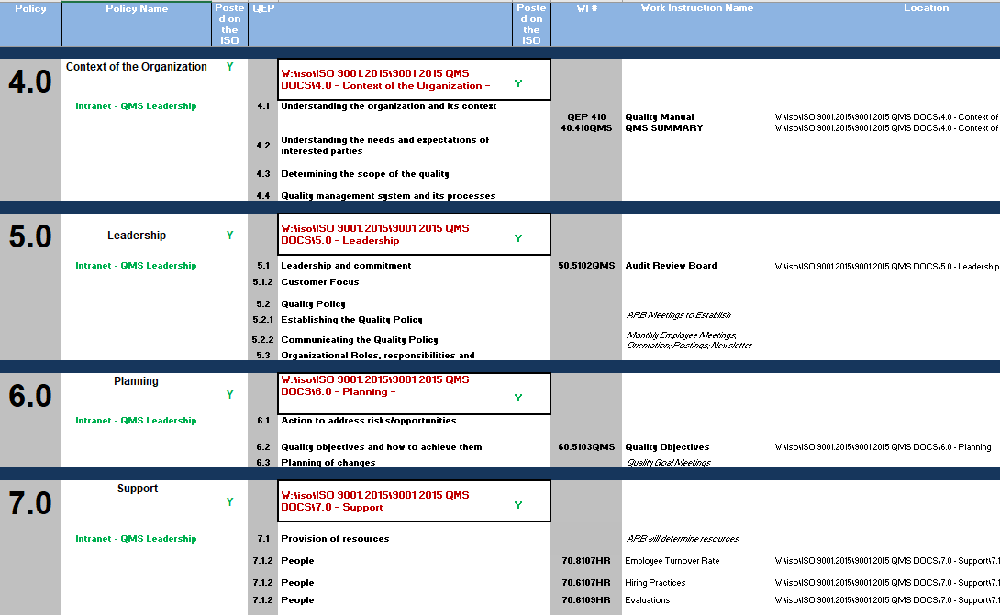 Policy Policy Name Poste d on the ISO QEP Poste d on the ISO WI # Work Instruction Name Location
4.0 Context of the Organization Y W:\iso\ISO 9001.2015\9001 2015 QMS
DOCS\4.0 - Context of the Organization - Y
Intranet - QMS Leadership 4.1 Understanding the organization and its context
QEP 410 Quality Manual W:\iso\ISO 9001.2015\9001 2015 QMS DOCS\4.0 - Context of
40.410QMS QMS SUMMARY W:\iso\ISO 9001.2015\9001 2015 QMS DOCS\4.0 - Context of
4.2 Understanding the needs and expectations of
interested parties
4.3 Determining the scope of the quality
4.4 Quality management system and its processes
5.0 Leadership Y W:\iso\ISO 9001.2015\9001 2015 QMS
DOCS\5.0 - Leadership Y
Intranet - QMS Leadership 5.1 Leadership and commitment 50.5102QMS Audit Review Board W:\iso\ISO 9001.2015\9001 2015 QMS DOCS\5.0 - Leadership
5.1.2 Customer Focus
5.2 Quality Policy
ARB Meetings to Establish
5.2.1 Establishing the Quality Policy
Monthly Employee Meetings;
5.2.2 Communicating the Quality Policy
Orientation; Postings; Newsletter
5.3 Organizational Roles, responsibilities and
6.0 Planning Y W:\iso\ISO 9001.2015\9001 2015 QMS
DOCS\6.0 - Planning - Y
Intranet - QMS Leadership 6.1 Action to address risks/opportunities
6.2 Quality objectives and how to achieve them 60.5103QMS Quality Objectives W:\iso\ISO 9001.2015\9001 2015 QMS DOCS\6.0 - Planning
6.3 Planning of changes Quality Goal Meetings
7.0 Support Y W:\iso\ISO 9001.2015\9001 2015 QMS
DOCS\7.0 - Support Y
Intranet - QMS Leadership 7.1 Provision of resources ARB will determine resources
7.1.2 People 70.8107HR Employee Turnover Rate W:\iso\ISO 9001.2015\9001 2015 QMS DOCS\7.0 - Support\7.1
7.1.2 People 70.6107HR Hiring Practices W:\iso\ISO 9001.2015\9001 2015 QMS DOCS\7.0 - Support\7.1
7.1.2 People 70.6109HR Evaluations W:\iso\ISO 9001.2015\9001 2015 QMS DOCS\7.0 - Support\7.1